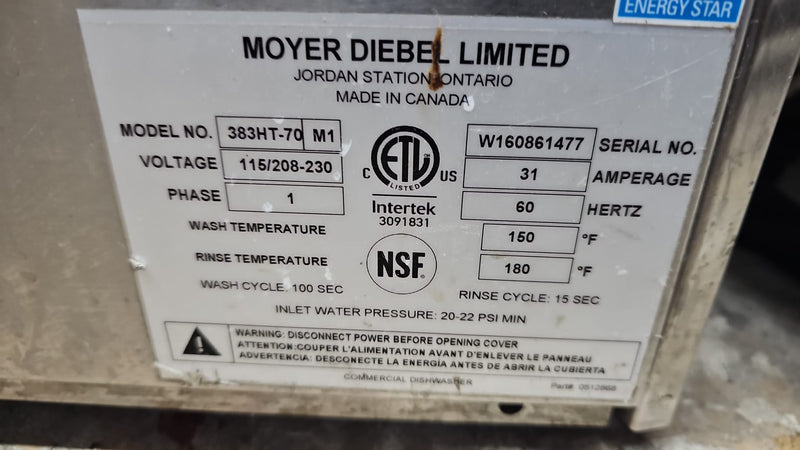 ENERGY STAR
MOYER DIEBEL LIMITED
JORDAN STATION, ONTARIO
MADE IN CANADA
MODEL NO. 383HT-70 M1 W160861477 SERIAL NO.
VOLTAGE 115/208-230 31 AMPERAGE
PHASE 1 60 HERTZ
C ETL US
LISTED
Intertek
3091831
WASH TEMPERATURE 150 °F
RINSE TEMPERATURE 180 °F
NSF
WASH CYCLE: 100 SEC RINSE CYCLE: 15 SEC
INLET WATER PRESSURE: 20-22 PSI MIN
WARNING: DISCONNECT POWER BEFORE OPENING COVER
ATTENTION:COUPER L'ALIMENTATION AVANT D'ENLEVER LE PANNEAU
ADVERTENCIA: DESCONECTE LA ENERGÍA ANTES DE ABRIR LA CUBIERTA
COMMERCIAL DISHWASHER Part#: 0512868